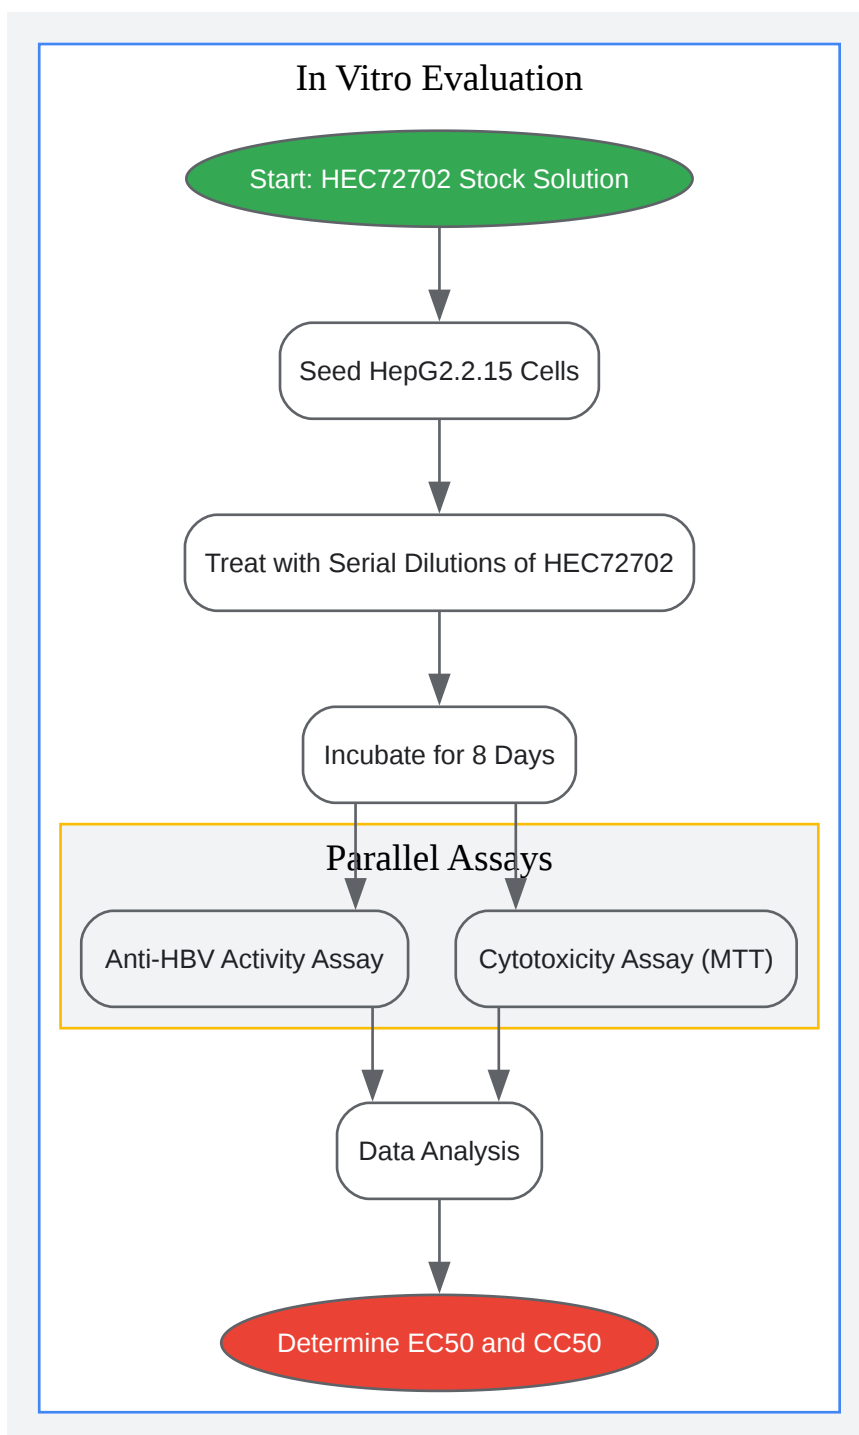 In Vitro Evaluation
Start: HEC72702 Stock Solution
Seed HepG2.2.15 Cells
Treat with Serial Dilutions of HEC72702
Incubate for 8 Days
Parallel Assays
Anti-HBV Activity Assay
Cytotoxicity Assay (MTT)
Data Analysis
Determine EC50 and CC50